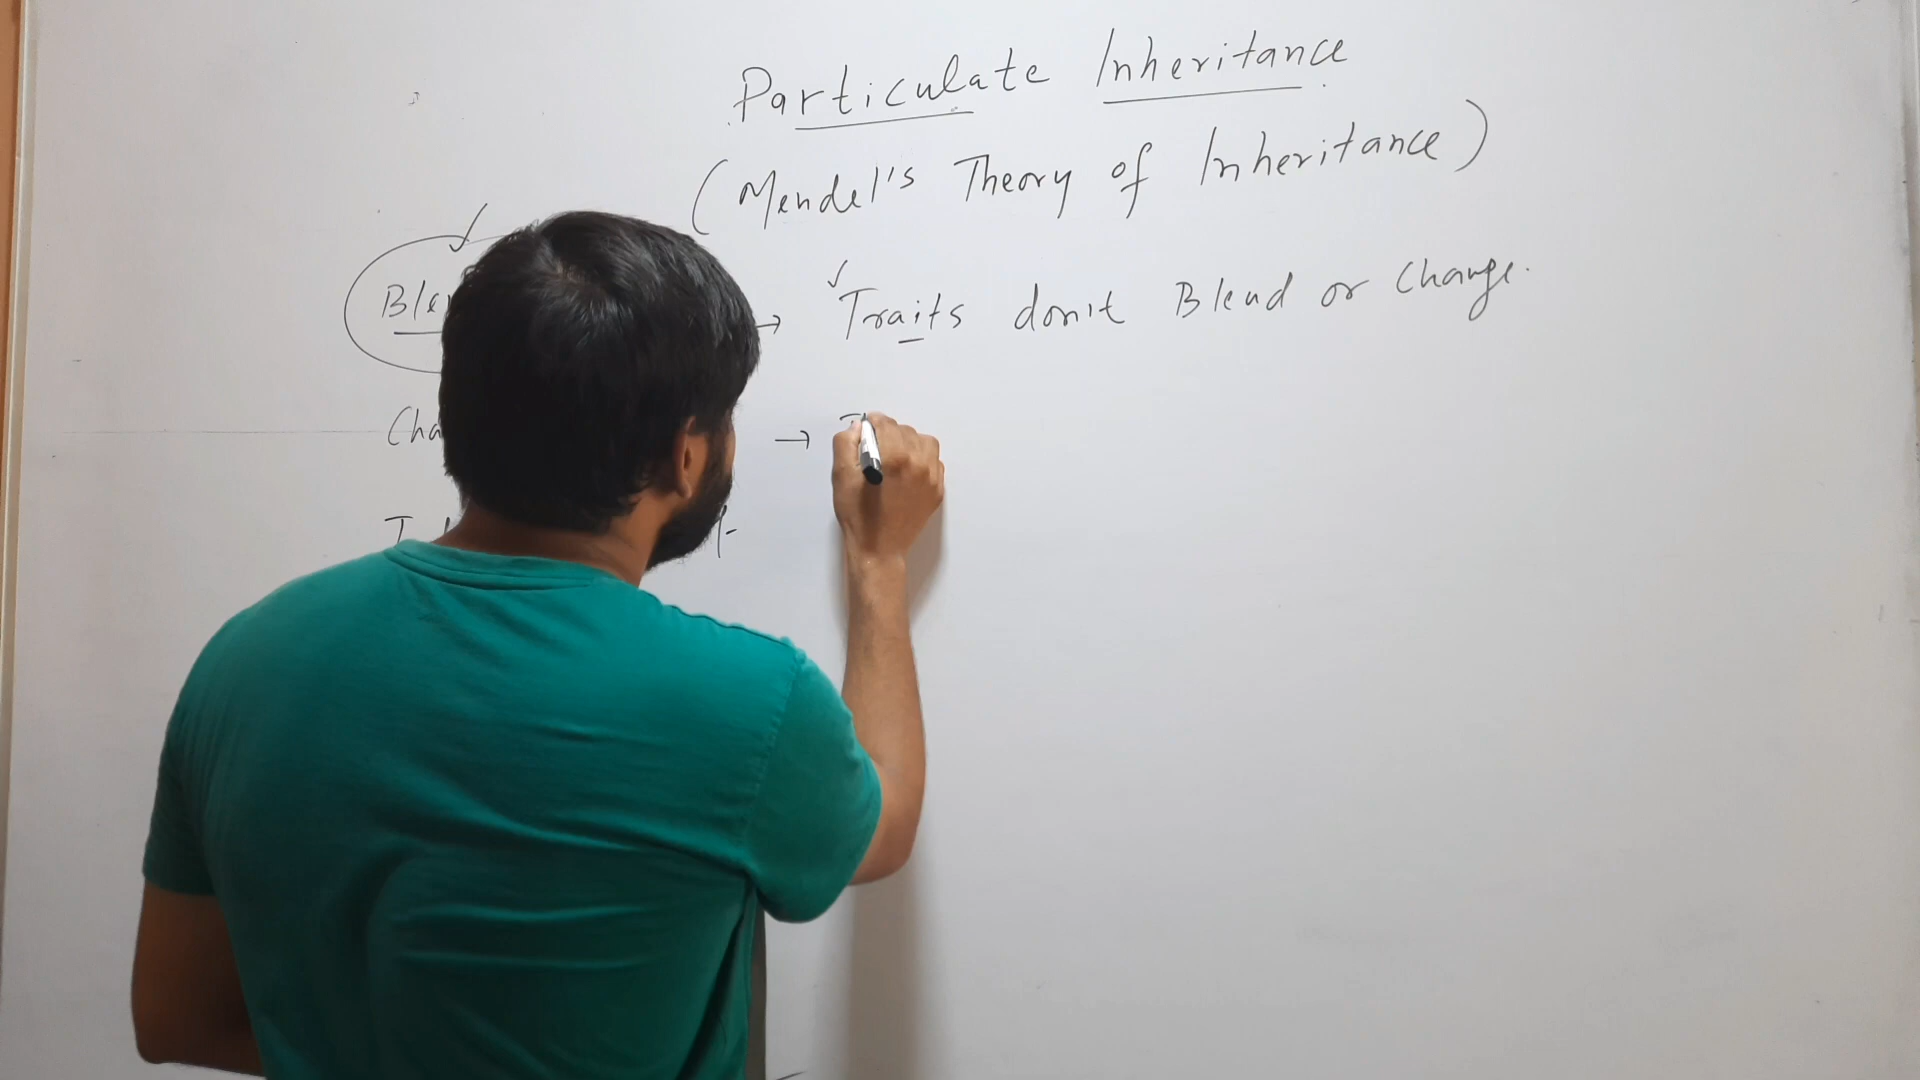 Particulate Inheritance
(Mendel's Theory of Inheritance)
→ Traits don't Blend or Change.
→